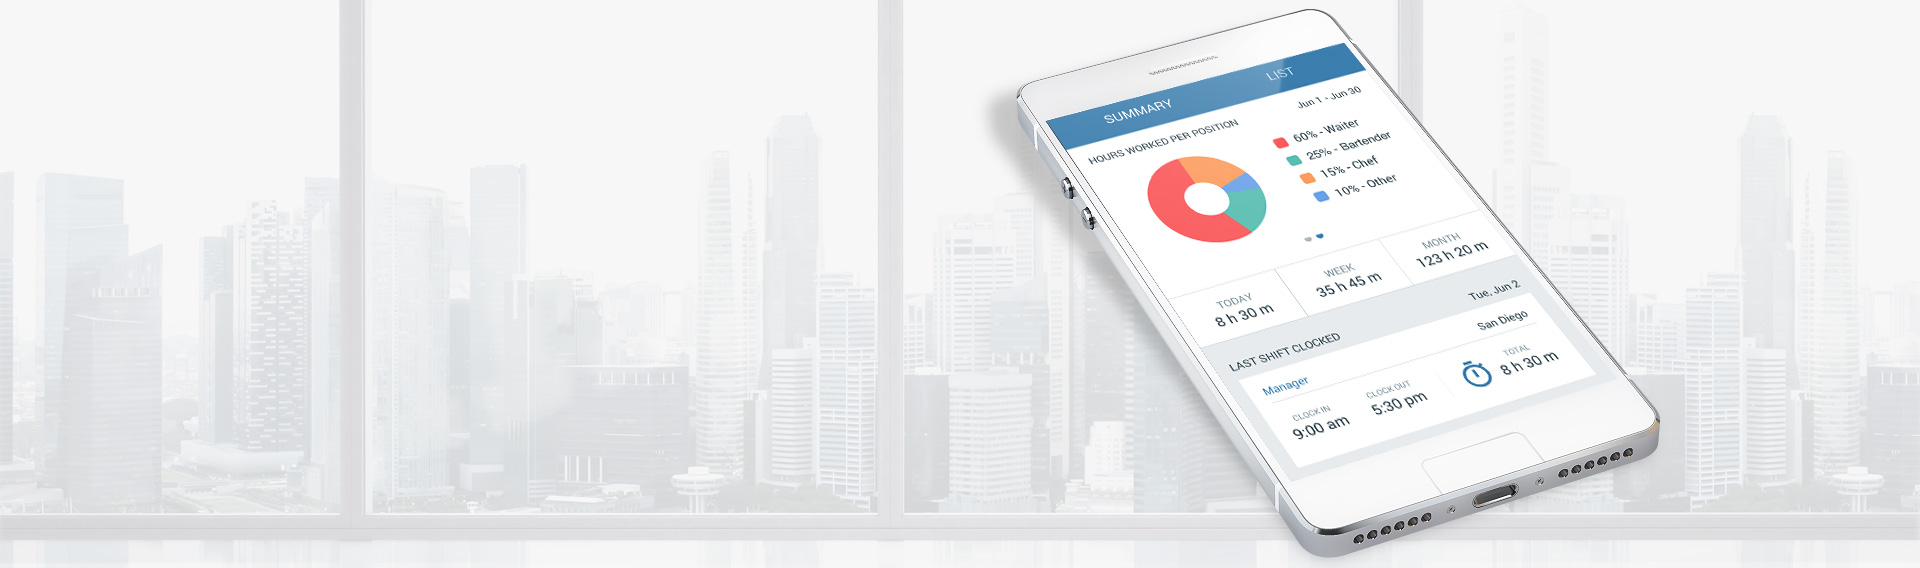 SUMMARY
LIST
HOURS WORKED PER POSITION
Jun 1 - Jun 30
60% - Waiter
25% - Bartender
15% - Chef
10% - Other
TODAY
8 h 30 m
WEEK
35 h 45 m
MONTH
123 h 20 m
LAST SHIFT CLOCKED
Tue, Jun 2
Manager
San Diego
CLOCK IN
9:00 am
CLOCK OUT
5:30 pm
TOTAL
8 h 30 m